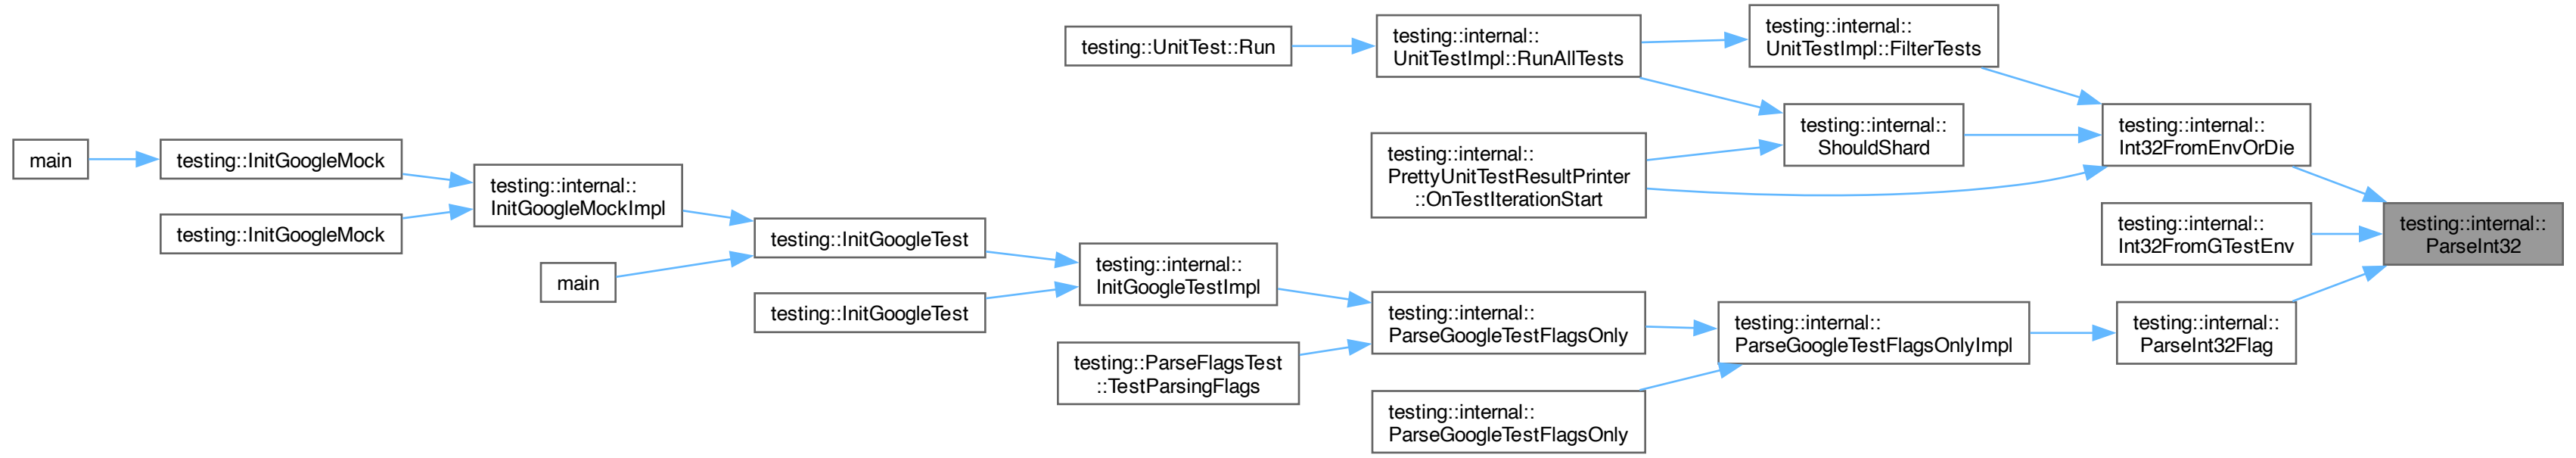 testing::UnitTest::Run
testing::internal::
UnitTestImpl::RunAllTests
testing::internal::
UnitTestImpl::FilterTests
main
testing::InitGoogleMock
testing::InitGoogleMock
testing::internal::
InitGoogleMockImpl
testing::internal::
PrettyUnitTestResultPrinter
::OnTestIterationStart
testing::internal::
ShouldShard
testing::internal::
Int32FromEnvOrDie
testing::internal::
Int32FromGTestEnv
testing::internal::
ParseInt32
testing::InitGoogleTest
main
testing::InitGoogleTest
testing::internal::
InitGoogleTestImpl
testing::ParseFlagsTest
::TestParsingFlags
testing::internal::
ParseGoogleTestFlagsOnly
testing::internal::
ParseGoogleTestFlagsOnly
testing::internal::
ParseGoogleTestFlagsOnlyImpl
testing::internal::
ParseInt32Flag